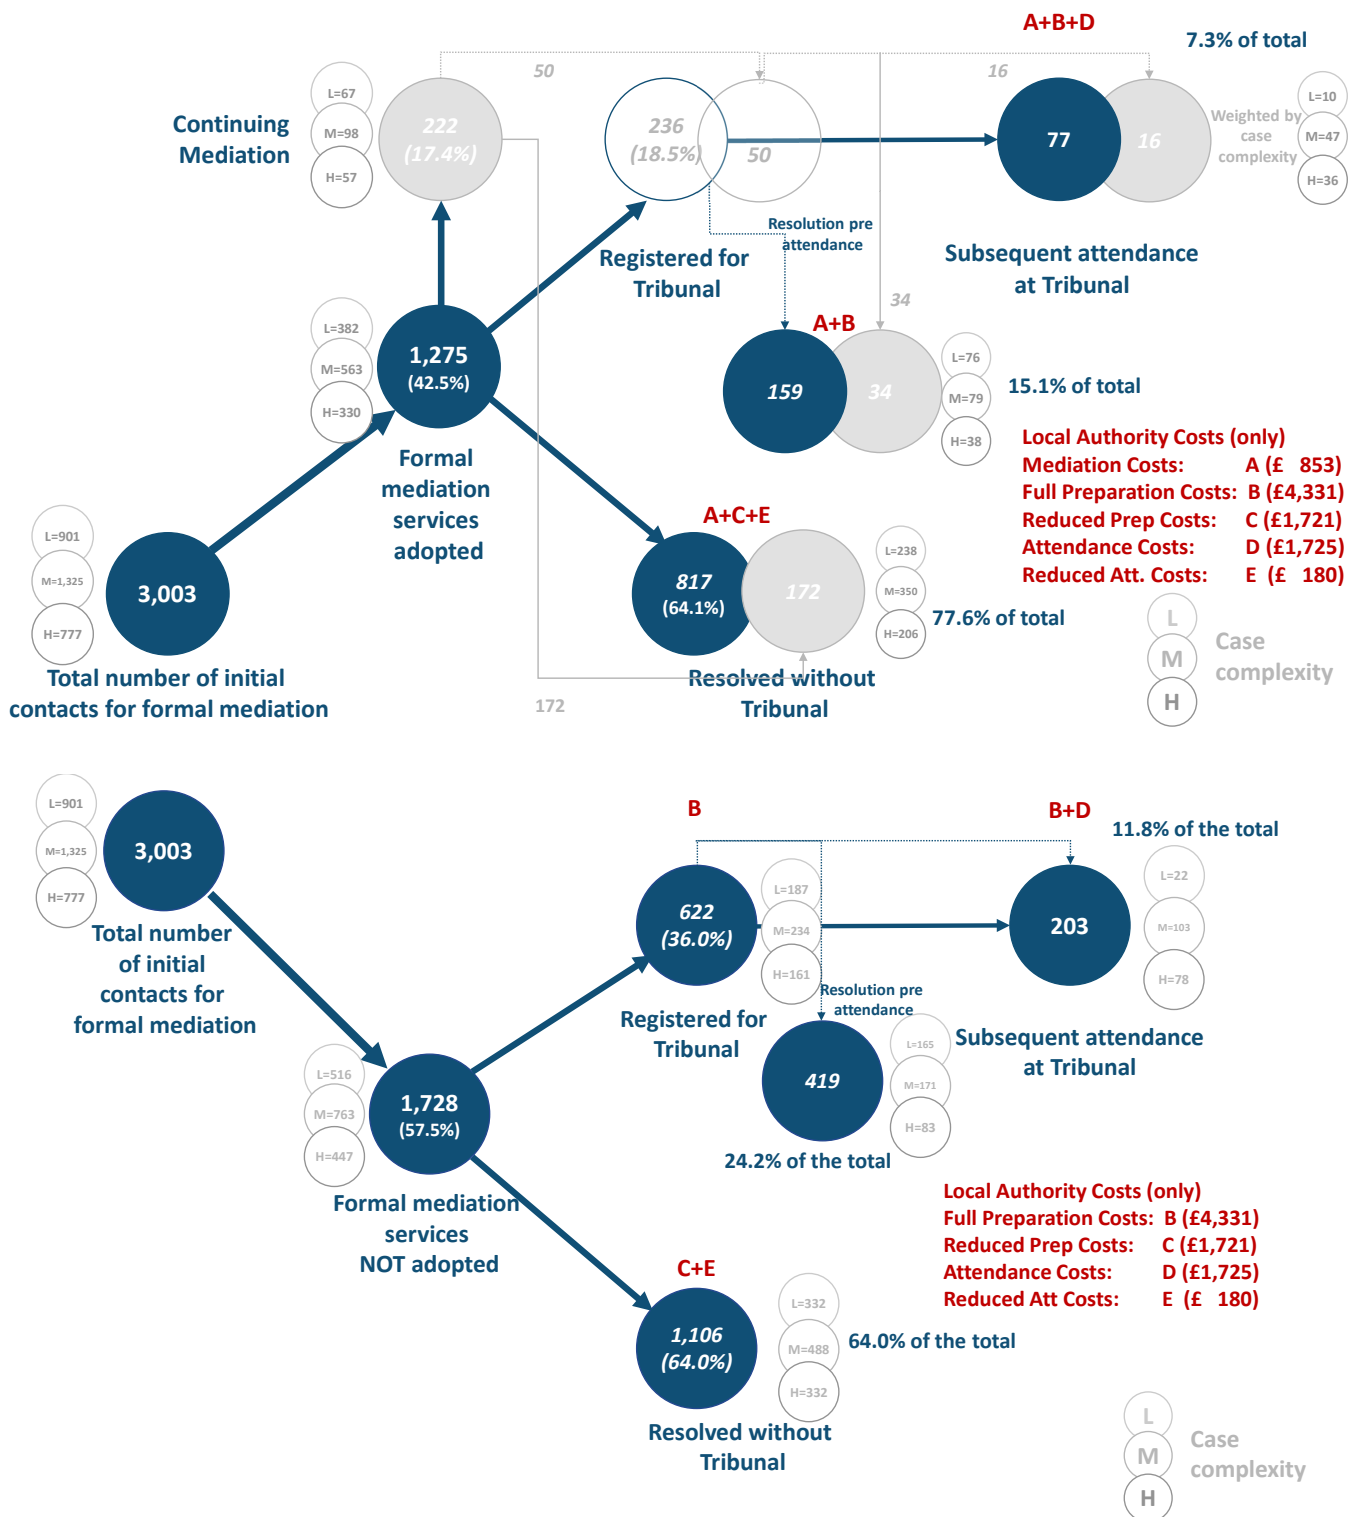 A+B+D
7.3% of total
50
16
L=67
M=98
H=57
Continuing
Mediation
222
(17.4%)
236
(18.5%)
50
77
16
Weighted by
case
complexity
L=10
M=47
H=36
Resolution pre
attendance
Registered for
Tribunal
Subsequent attendance
at Tribunal
34
L=382
M=563
H=330
1,275
(42.5%)
A+B
159
34
L=76
M=79
H=38
15.1% of total
Formal
mediation
services
adopted
Local Authority Costs (only)
Mediation Costs: A (£ 853)
Full Preparation Costs: B (£4,331)
Reduced Prep Costs: C (£1,721)
Attendance Costs: D (£1,725)
Reduced Att. Costs: E (£ 180)
A+C+E
L=901
M=1,325
H=777
3,003
817
(64.1%)
172
L=238
M=350
H=206
77.6% of total
L
M
H
Case
complexity
Total number of initial
contacts for formal mediation
Resolved without
Tribunal
172
L=901
M=1,325
H=777
3,003
B
B+D
11.8% of the total
622
(36.0%)
L=187
M=234
H=161
203
L=22
M=103
H=78
Total number
of initial
contacts for
formal mediation
Resolution pre
attendance
Registered for
Tribunal
Subsequent attendance
at Tribunal
L=516
M=763
H=447
1,728
(57.5%)
419
L=165
M=171
H=83
24.2% of the total
Formal mediation
services
NOT adopted
Local Authority Costs (only)
Full Preparation Costs: B (£4,331)
Reduced Prep Costs: C (£1,721)
Attendance Costs: D (£1,725)
Reduced Att Costs: E (£ 180)
C+E
1,106
(64.0%)
L=332
M=488
H=332
64.0% of the total
Resolved without
Tribunal
L
M
H
Case
complexity